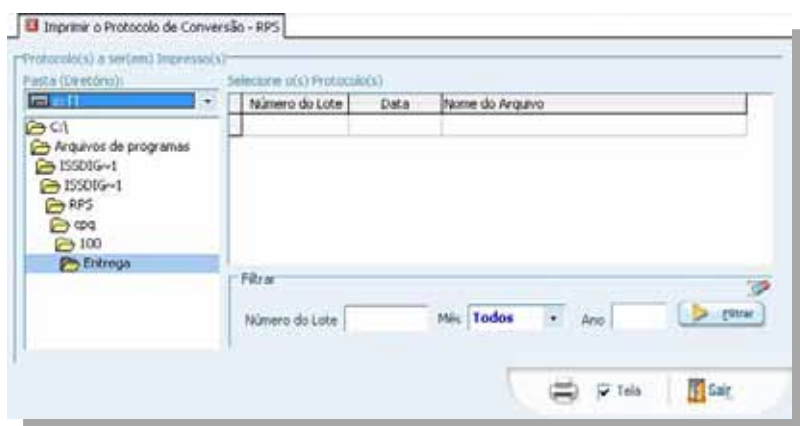 Imprimir o Protocolo de Conversão - RPS
Protocolo(s) a ser(em) Impresso(s)
Pasta (Diretório):
Selecione o(s) Protocolo(s)
Número do Lote Data Nome do Arquivo
C:\
Arquivos de programas
ISSDIG~1
ISSDIG~1
RPS
cpq
100
Entrega
Filtrar
Número do Lote Mês Todos Ano Filtrar
Tela Sair